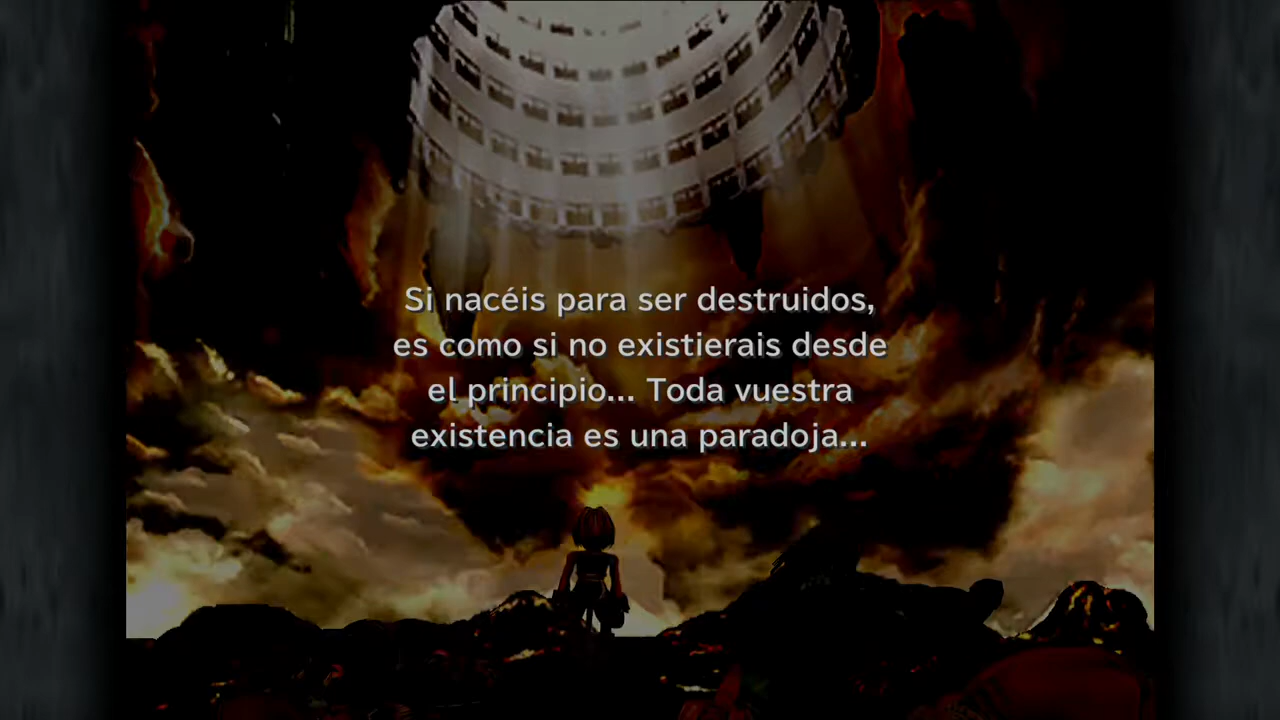 Si nacéis para ser destruidos,
es como si no existierais desde
el principio... Toda vuestra
existencia es una paradoja...